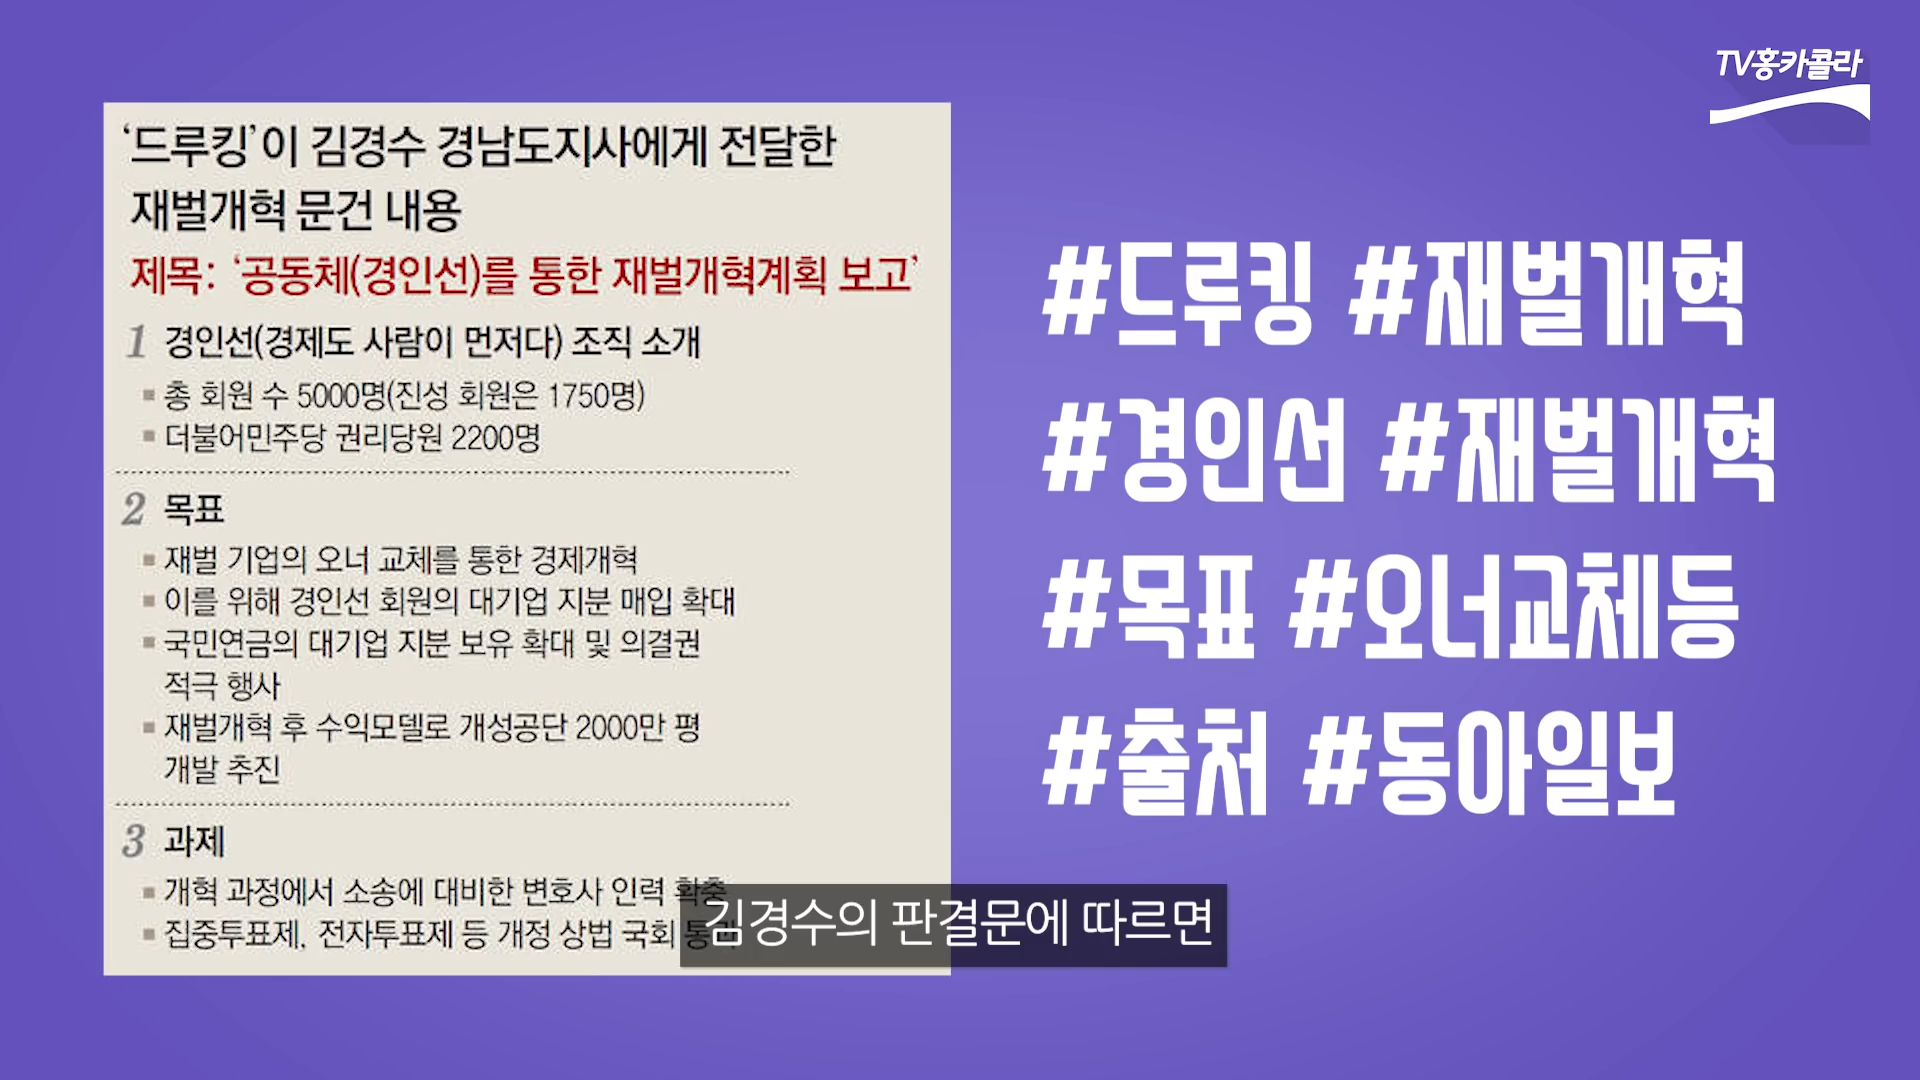 TV홍카콜라
‘드루킹’이 김경수 경남도지사에게 전달한
재벌개혁 문건 내용
제목: ‘공동체(경인선)를 통한 재벌개혁계획 보고’
1 경인선(경제도 사람이 먼저다) 조직 소개
▪ 총 회원 수 5000명(진성 회원은 1750명)
▪ 더불어민주당 권리당원 2200명
2 목표
▪ 재벌 기업의 오너 교체를 통한 경제개혁
▪ 이를 위해 경인선 회원의 대기업 지분 매입 확대
▪ 국민연금의 대기업 지분 보유 확대 및 의결권
적극 행사
▪ 재벌개혁 후 수익모델로 개성공단 2000만 평
개발 추진
3 과제
▪ 개혁 과정에서 소송에 대비한 변호사 인력 확충
▪ 집중투표제, 전자투표제 등 개정 상법 국회 통과
#드루킹 #재벌개혁
#경인선 #재벌개혁
#목표 #오너교체등
#출처 #동아일보
김경수의 판결문에 따르면